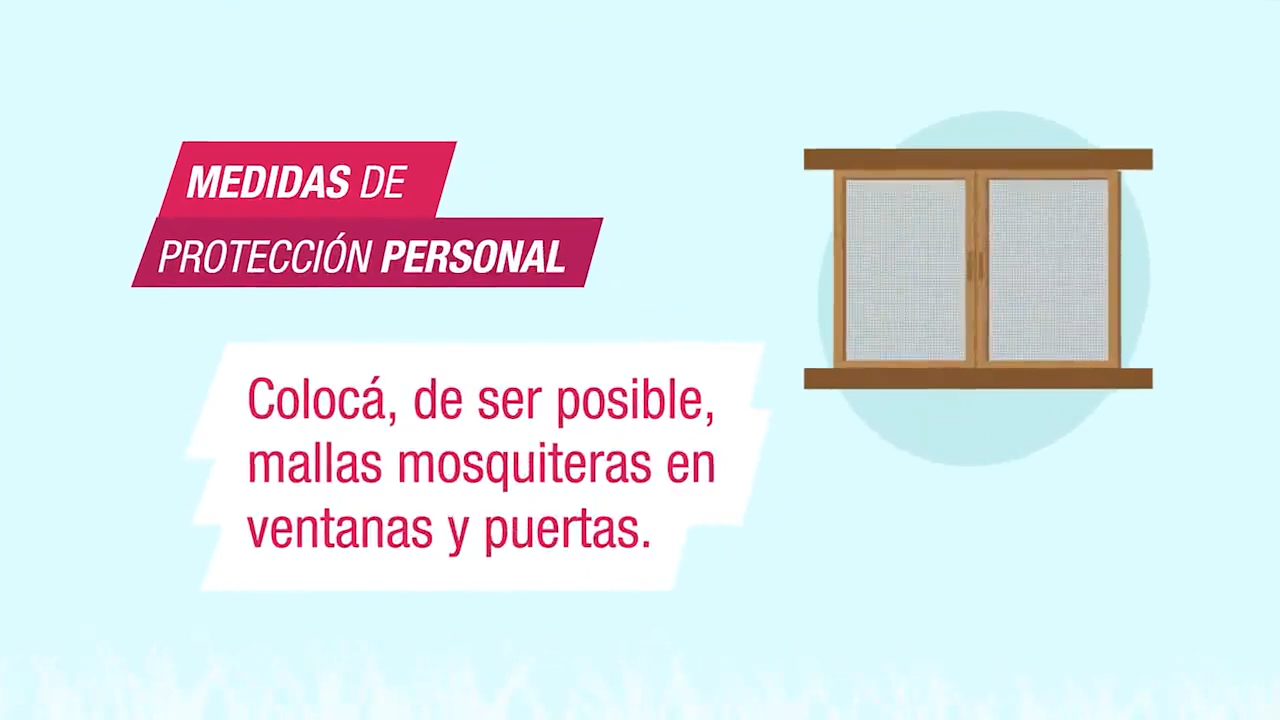 MEDIDAS DE
PROTECCIÓN PERSONAL
Colocá, de ser posible,
mallas mosquiteras en
ventanas y puertas.